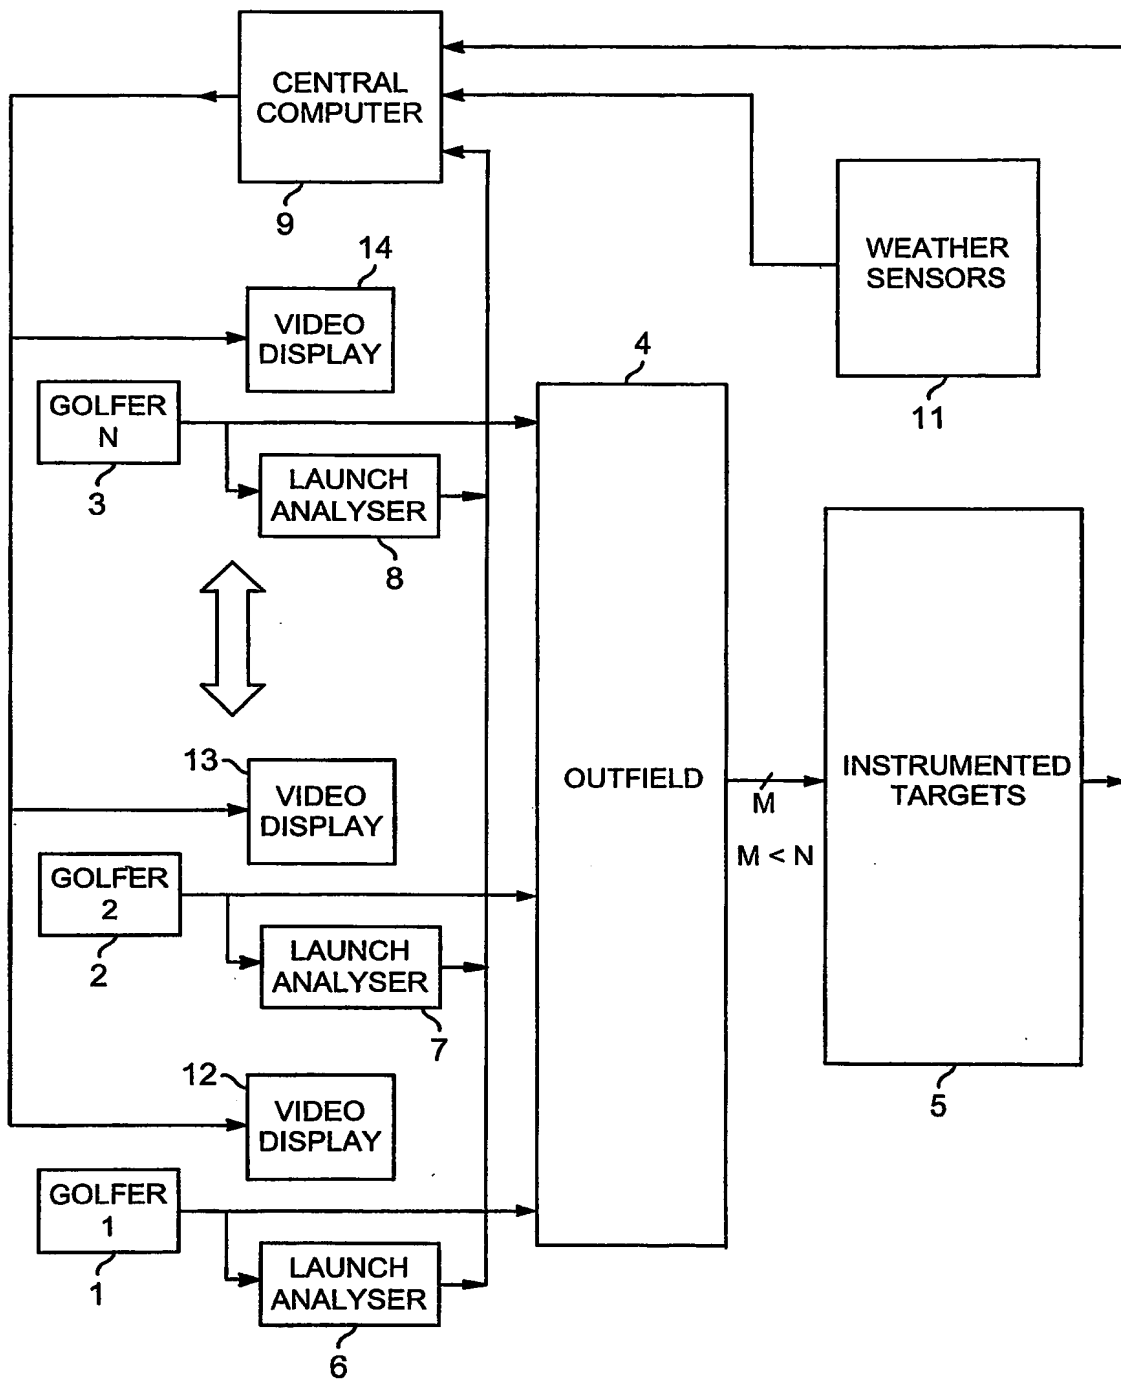 CENTRAL
COMPUTER
9
WEATHER
SENSORS
11
14
VIDEO
DISPLAY
GOLFER
N
3
LAUNCH
ANALYSER
8
4
OUTFIELD
M
M < N
INSTRUMENTED
TARGETS
5
13
VIDEO
DISPLAY
GOLFER
2
2
LAUNCH
ANALYSER
7
12
VIDEO
DISPLAY
GOLFER
1
1
LAUNCH
ANALYSER
6